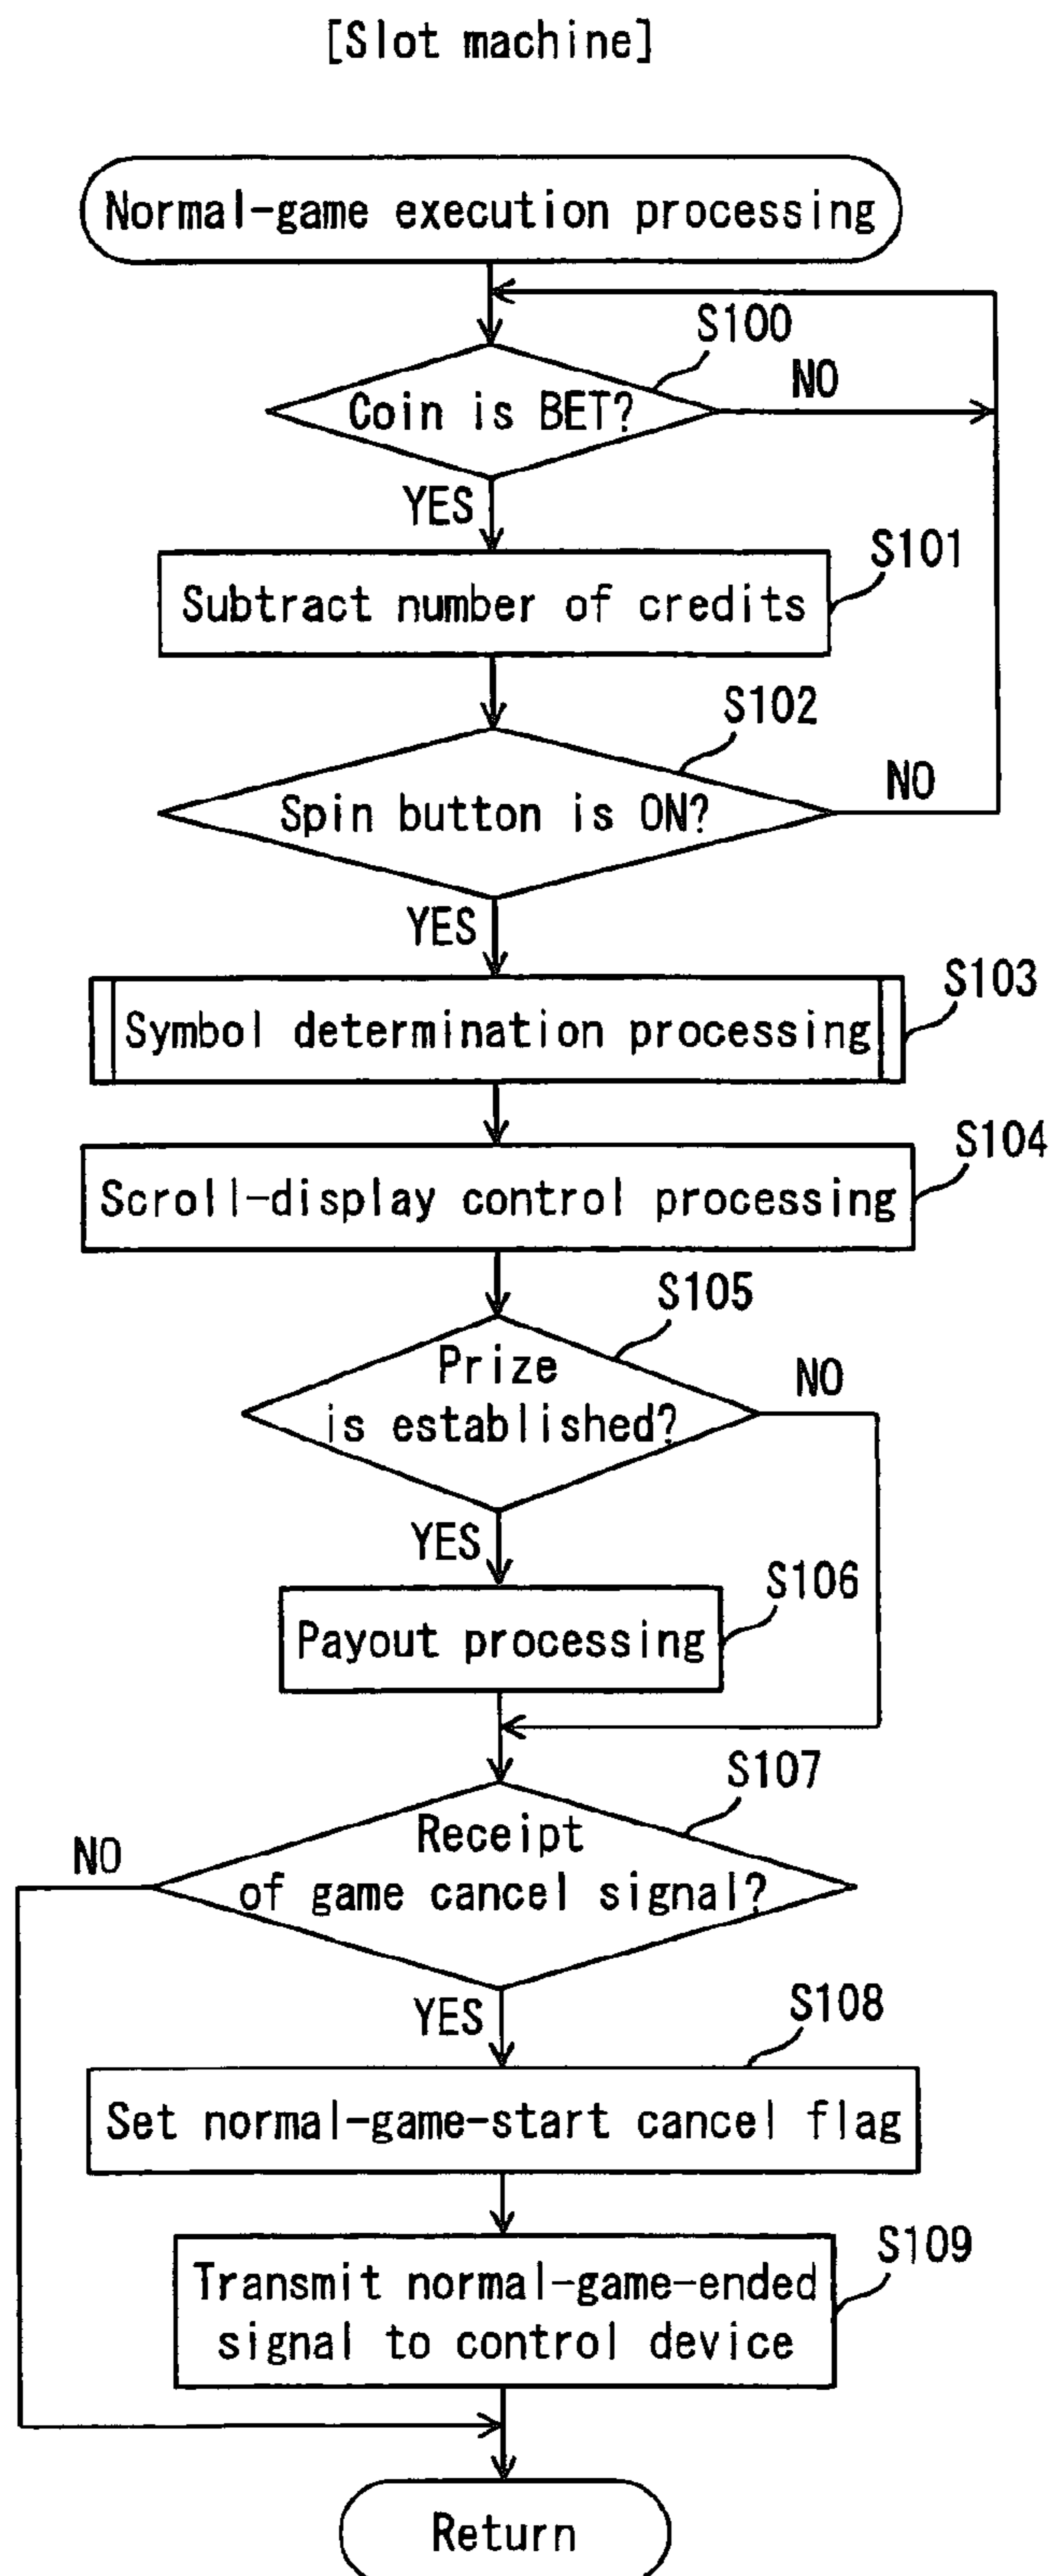 [Slot machine]
Normal-game execution processing
S100
Coin is BET?
NO
YES
S101
Subtract number of credits
S102
Spin button is ON?
NO
YES
S103
Symbol determination processing
S104
Scroll-display control processing
S105
Prize
is established?
NO
YES
S106
Payout processing
S107
Receipt
of game cancel signal?
NO
YES
S108
Set normal-game-start cancel flag
S109
Transmit normal-game-ended
signal to control device
Return